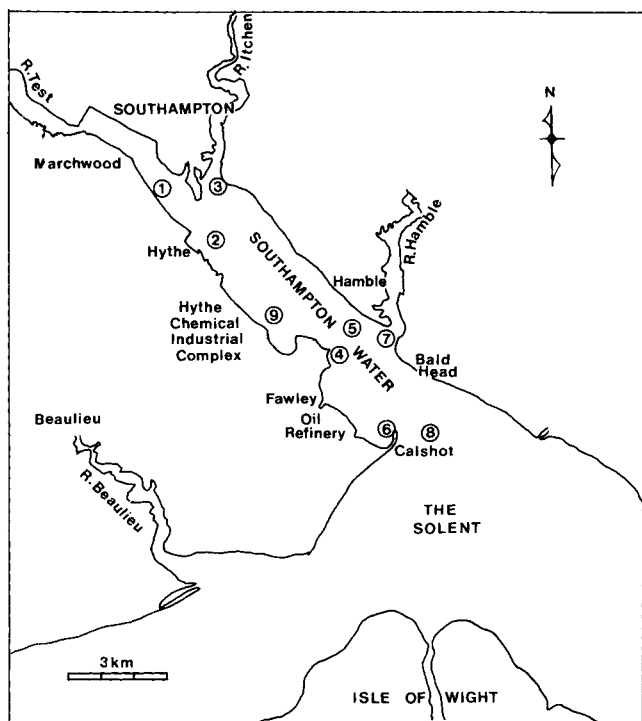 R. Itchen
R. Test
SOUTHAMPTON
N
Marchwood
1
3
2
Hythe
SOUTHAMPTON
WATER
Hamble
R. Hamble
9
Hythe
Chemical
Industrial
Complex
5
7
4
Bald
Head
Fawley
Oil
Refinery
6
8
Calshot
Beaulieu
R. Beaulieu
THE
SOLENT
3km
ISLE OF WIGHT